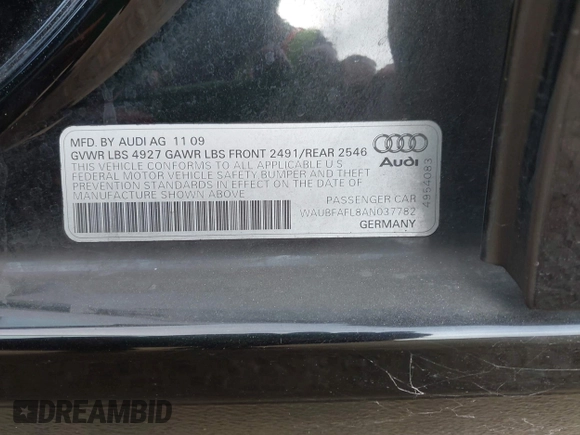 MFD. BY AUDI AG 11 09
GVWR LBS 4927 GAWR LBS FRONT 2491/REAR 2546
THIS VEHICLE CONFORMS TO ALL APPLICABLE U S
FEDERAL MOTOR VEHICLE SAFETY, BUMPER AND THEFT
PREVENTION STANDARDS IN EFFECT ON THE DATE OF
MANUFACTURE SHOWN ABOVE
Audi
4954083
PASSENGER CAR
WAUBFAFL8AN037782
GERMANY
DREAMBID